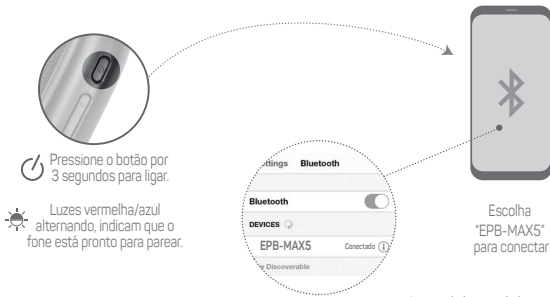 Pressione o botão por
3 segundos para ligar.
Luzes vermelha/azul
alternando, indicam que o
fone está pronto para parear.
ttings Bluetooth
Bluetooth
DEVICES
EPB-MAX5 Conectado
Discoverable
Escolha
"EPB-MAX5"
para conectar